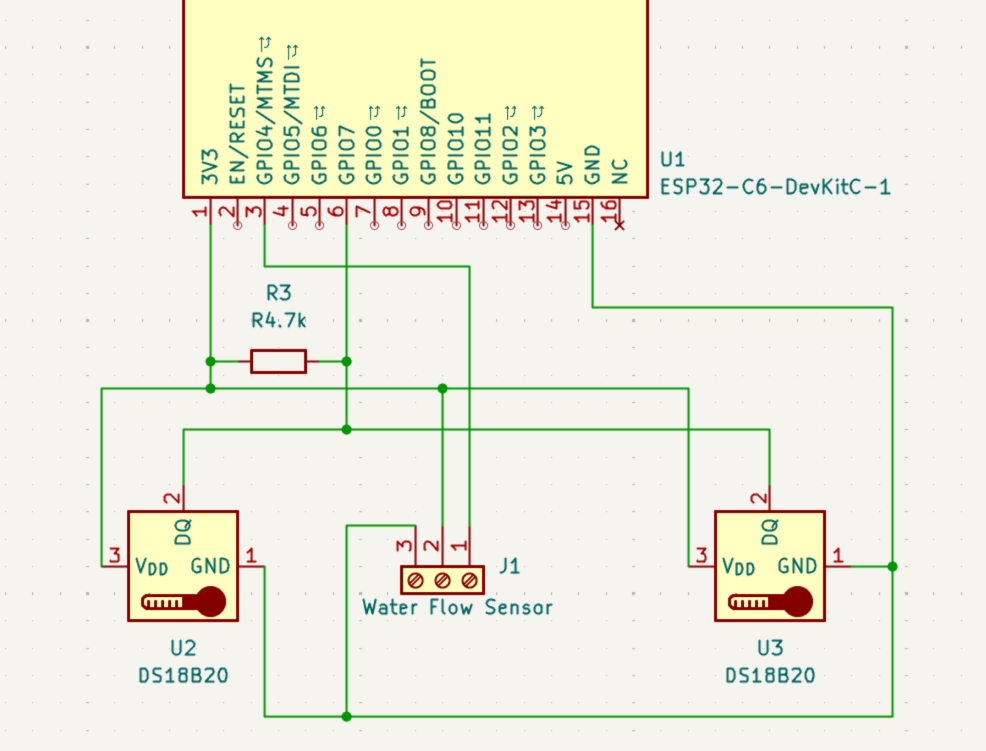 3V3
EN/RESET
GPIO4/MTMS
GPIO5/MTDI
GPIO6
GPIO7
GPIO0
GPIO1
GPIO8/BOOT
GPIO10
GPIO11
GPIO2
GPIO3
5V
GND
NC
1
2
3
4
5
6
7
8
9
10
11
12
13
14
15
16
U1
ESP32-C6-DevKitC-1
R3
R4.7k
2
DQ
3
VDD
GND
1
U2
DS18B20
3
2
1
J1
Water Flow Sensor
2
DQ
3
VDD
GND
1
U3
DS18B20